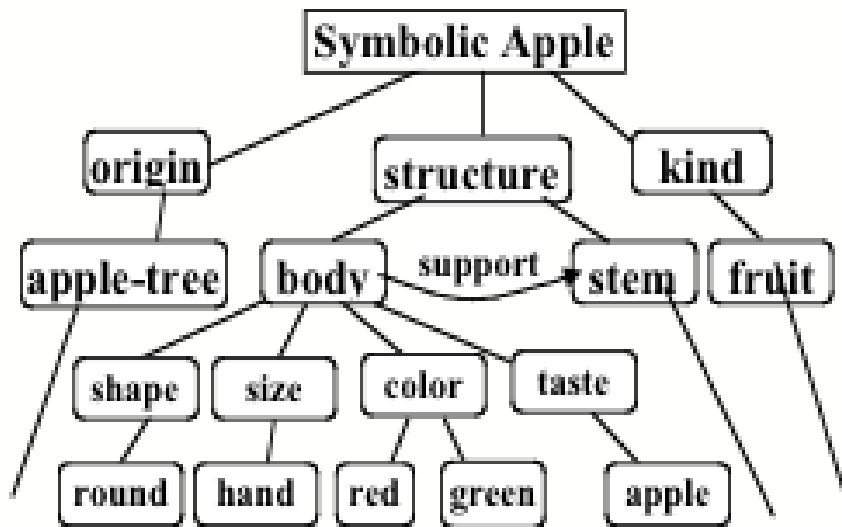 Symbolic Apple
origin
structure
kind
apple-tree
body
support
stem
fruit
shape
size
color
taste
round
hand
red
green
apple